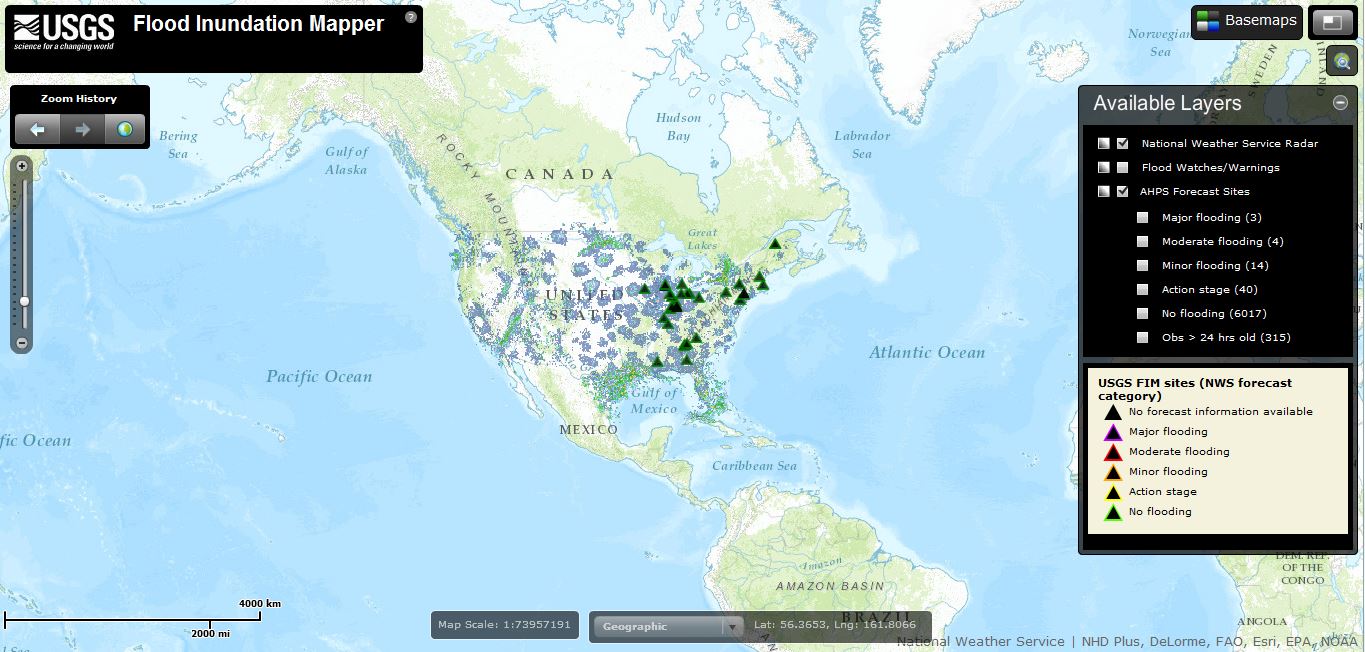 USGS
science for a changing world
Flood Inundation Mapper
?
Basemaps
Zoom History
Available Layers
National Weather Service Radar
Flood Watches/Warnings
AHPS Forecast Sites
Major flooding (3)
Moderate flooding (4)
Minor flooding (14)
Action stage (40)
No flooding (6017)
Obs > 24 hrs old (315)
USGS FIM sites (NWS forecast
category)
No forecast information available
Major flooding
Moderate flooding
Minor flooding
Action stage
No flooding
Norwegian
Sea
SWEDEN
Bering
Sea
Gulf of
Alaska
Hudson
Bay
Labrador
Sea
ROCKY MOUN
CANADA
Great
Lakes
UNITED
STATES
Pacific Ocean
Atlantic Ocean
Gulf of
Mexico
MEXICO
fic Ocean
Caribbean Sea
Amazon
AMAZON BASIN
BRAZIL
DEM. REP.
OF THE
CONGO
ANGOLA
4000 km
2000 mi
Map Scale: 1:73957191
Geographic
Lat: 56.3653, Lng: 161.8066
National Weather Service | NHD Plus, DeLorme, FAO, Esri, EPA, NOAA